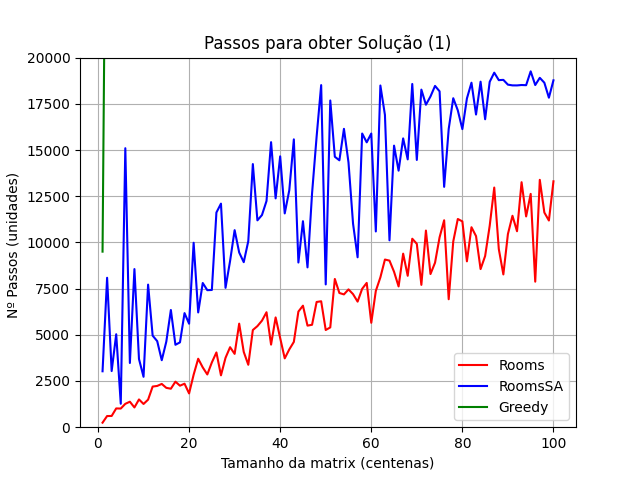 Passos para obter Solução (1)
Nº Passos (unidades)
20000
17500
15000
12500
10000
7500
5000
2500
0
0 20 40 60 80 100
Tamanho da matrix (centenas)
Rooms
RoomsSA
Greedy